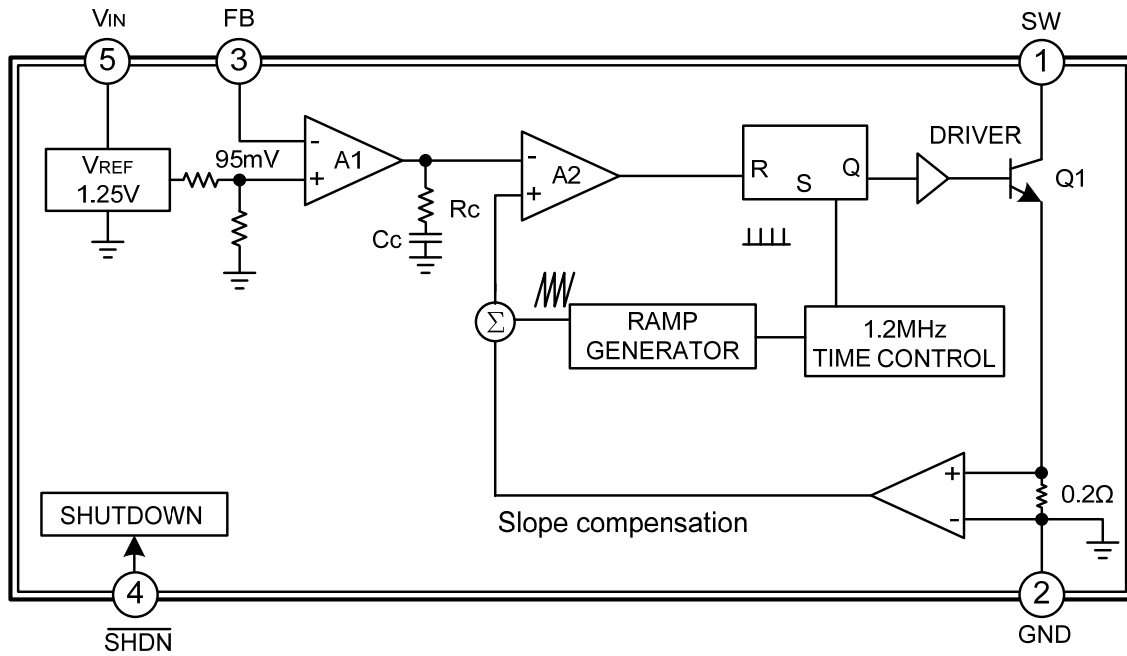 VIN
FB
SW
5
3
1
VREF
1.25V
95mV
-
+
A1
Rc
Cc
-
+
A2
R
S
Q
DRIVER
Q1
Σ
RAMP
GENERATOR
1.2MHz
TIME CONTROL
+
-
0.2Ω
Slope compensation
SHUTDOWN
4
2
SHDN
GND